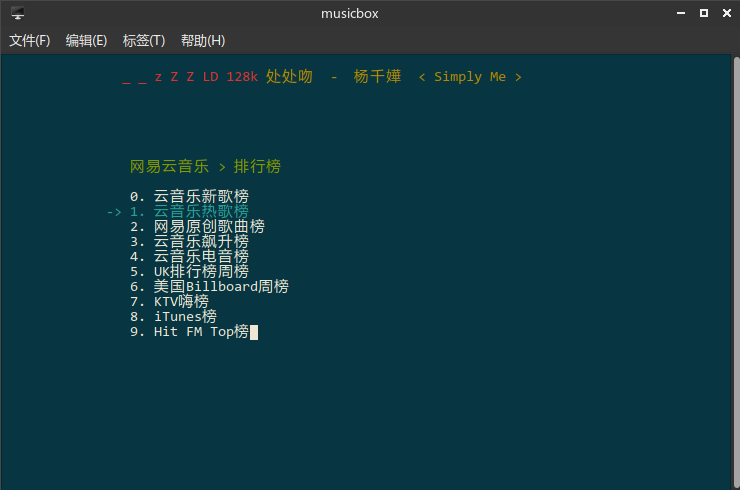 musicbox
文件(F) 编辑(E) 标签(T) 帮助(H)
_ _ z Z Z LD 128k 处处吻 - 杨千嬅 < Simply Me >
网易云音乐 > 排行榜
0. 云音乐新歌榜
-> 1. 云音乐热歌榜
2. 网易原创歌曲榜
3. 云音乐飙升榜
4. 云音乐电音榜
5. UK排行榜周榜
6. 美国Billboard周榜
7. KTV嗨榜
8. iTunes榜
9. Hit FM Top榜